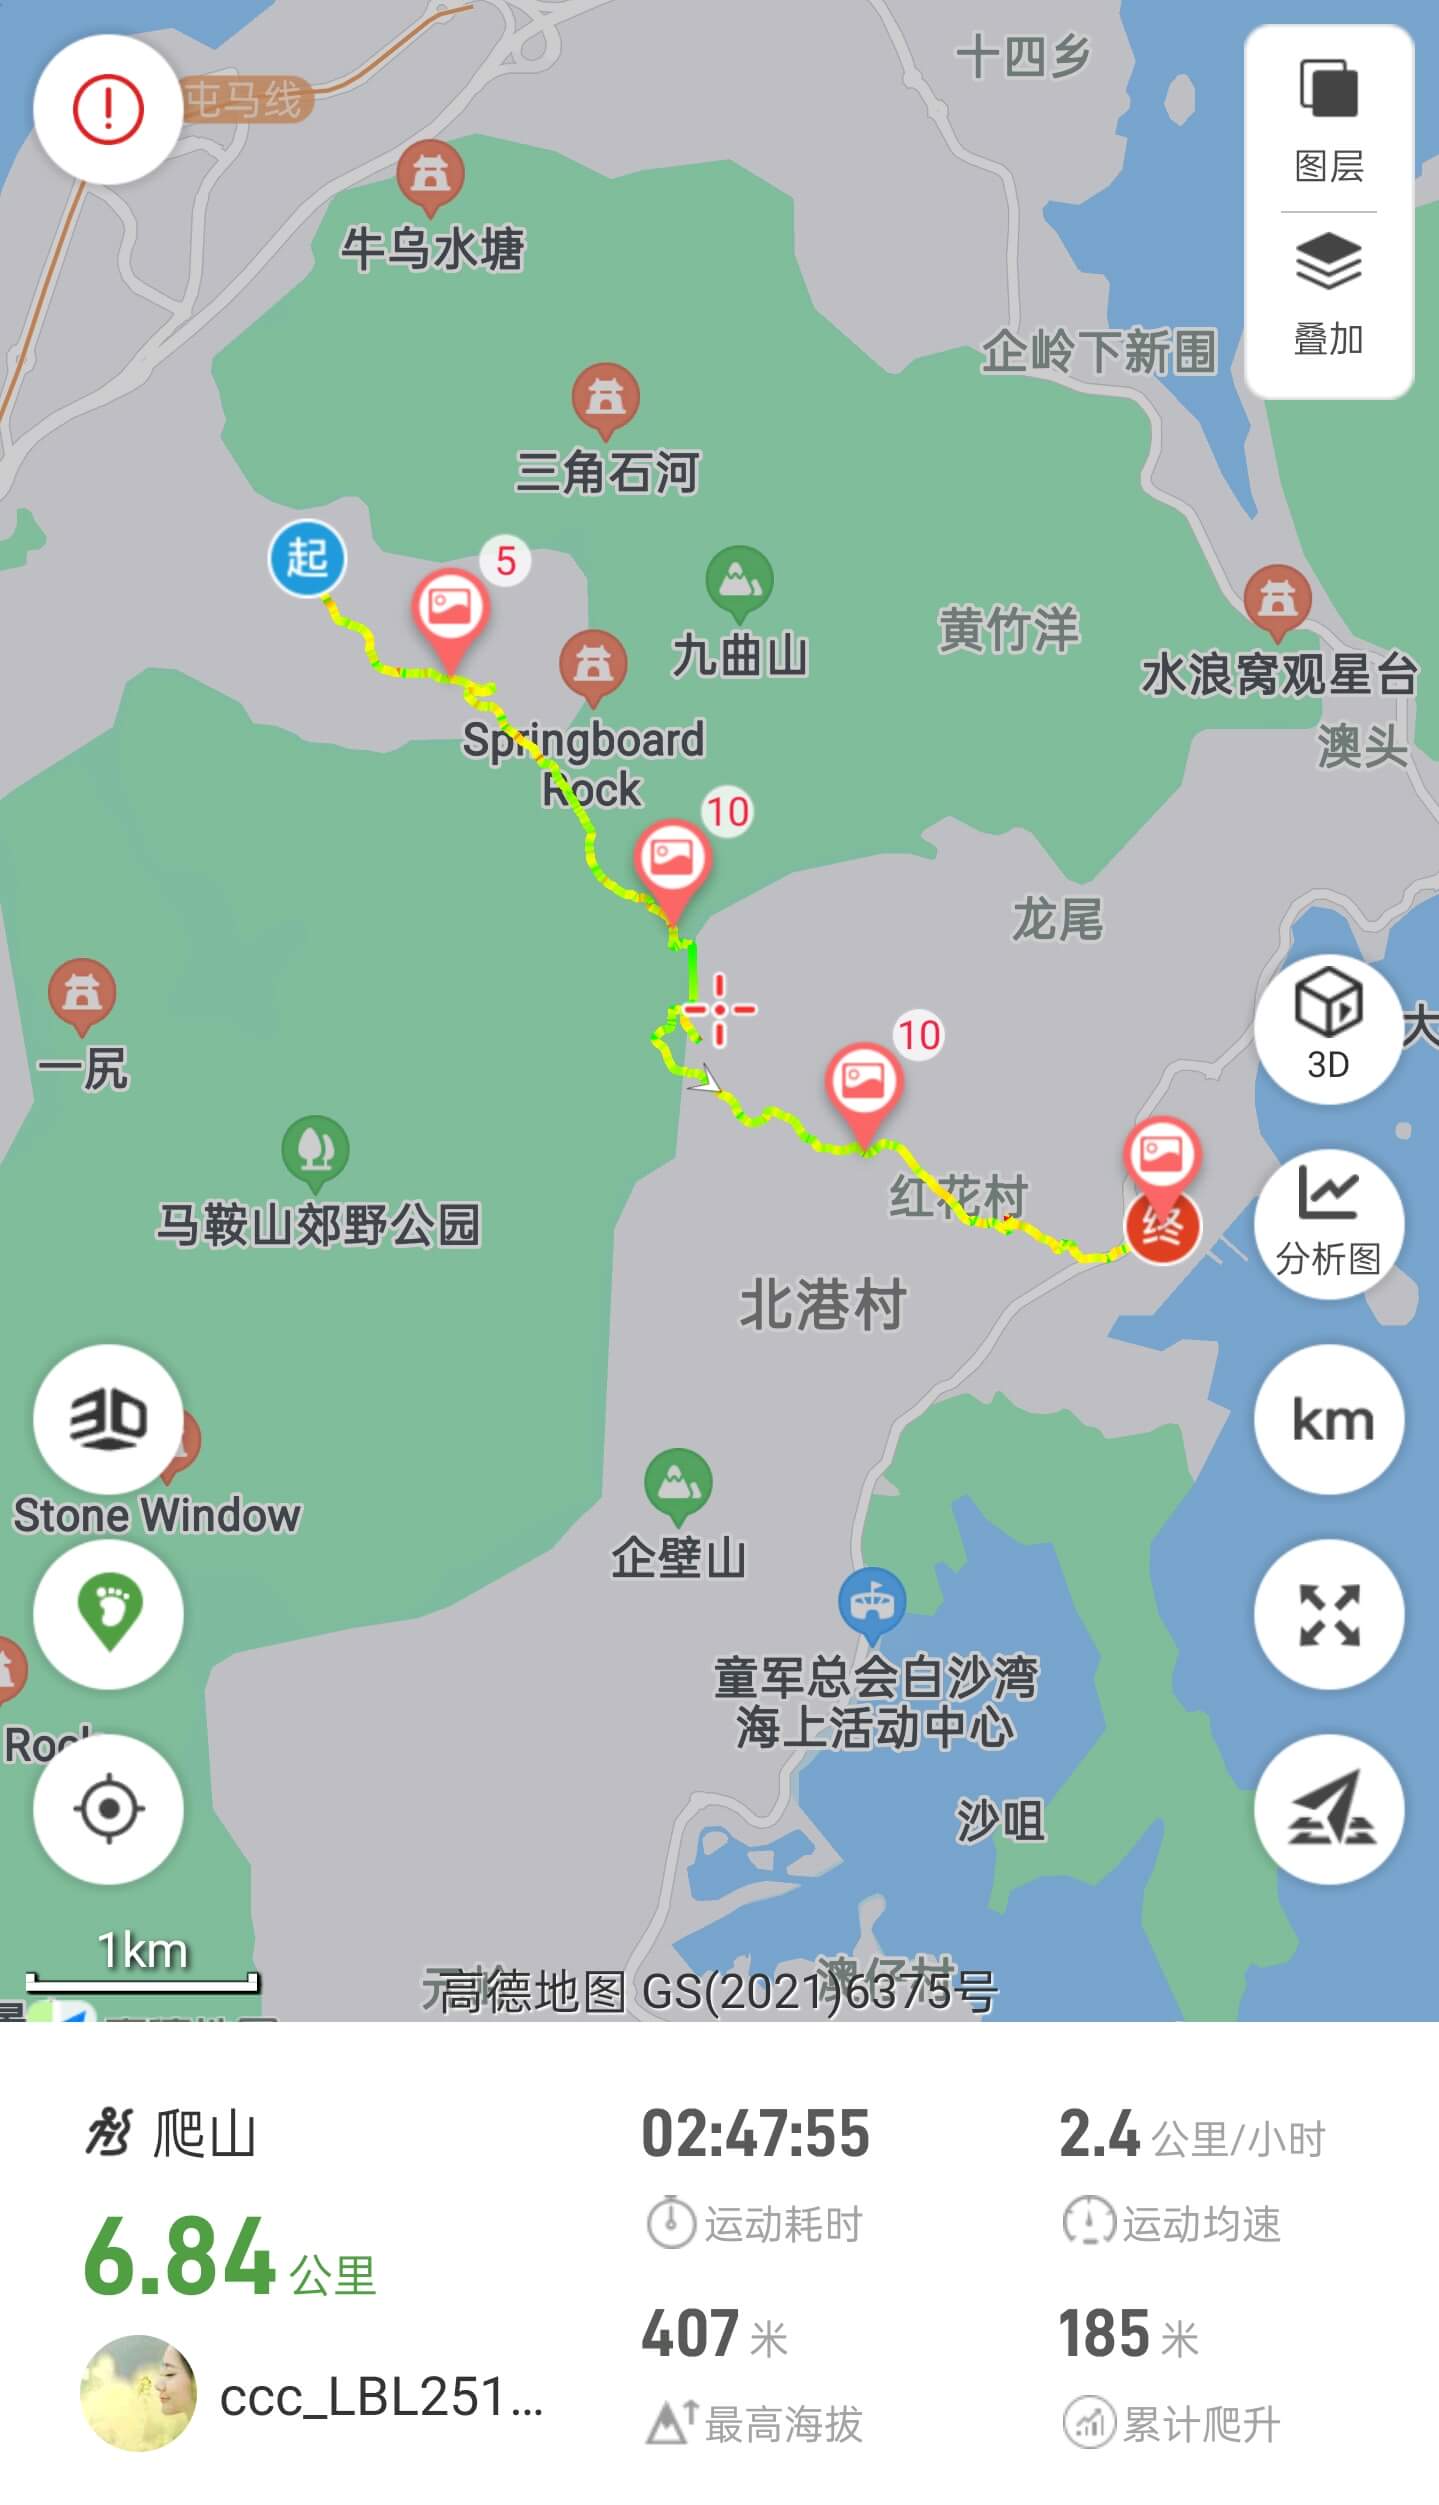 十四乡
屯马线
图层
牛乌水塘
叠加
企岭下新围
三角石河
起
5
九曲山
黄竹洋
水浪窝观星台
Springboard
Rock
澳头
10
龙尾
大
3D
一尻
10
马鞍山郊野公园
红花村
终
分析图
北港村
3D
km
Stone Window
企壁山
童军总会白沙湾
海上活动中心
沙咀
1km
澳仔村
高德地图 GS(2021)6375号
爬山
02:47:55
2.4 公里/小时
运动耗时
运动均速
6.84 公里
407 米
185 米
ccc_LBL251...
最高海拔
累计爬升